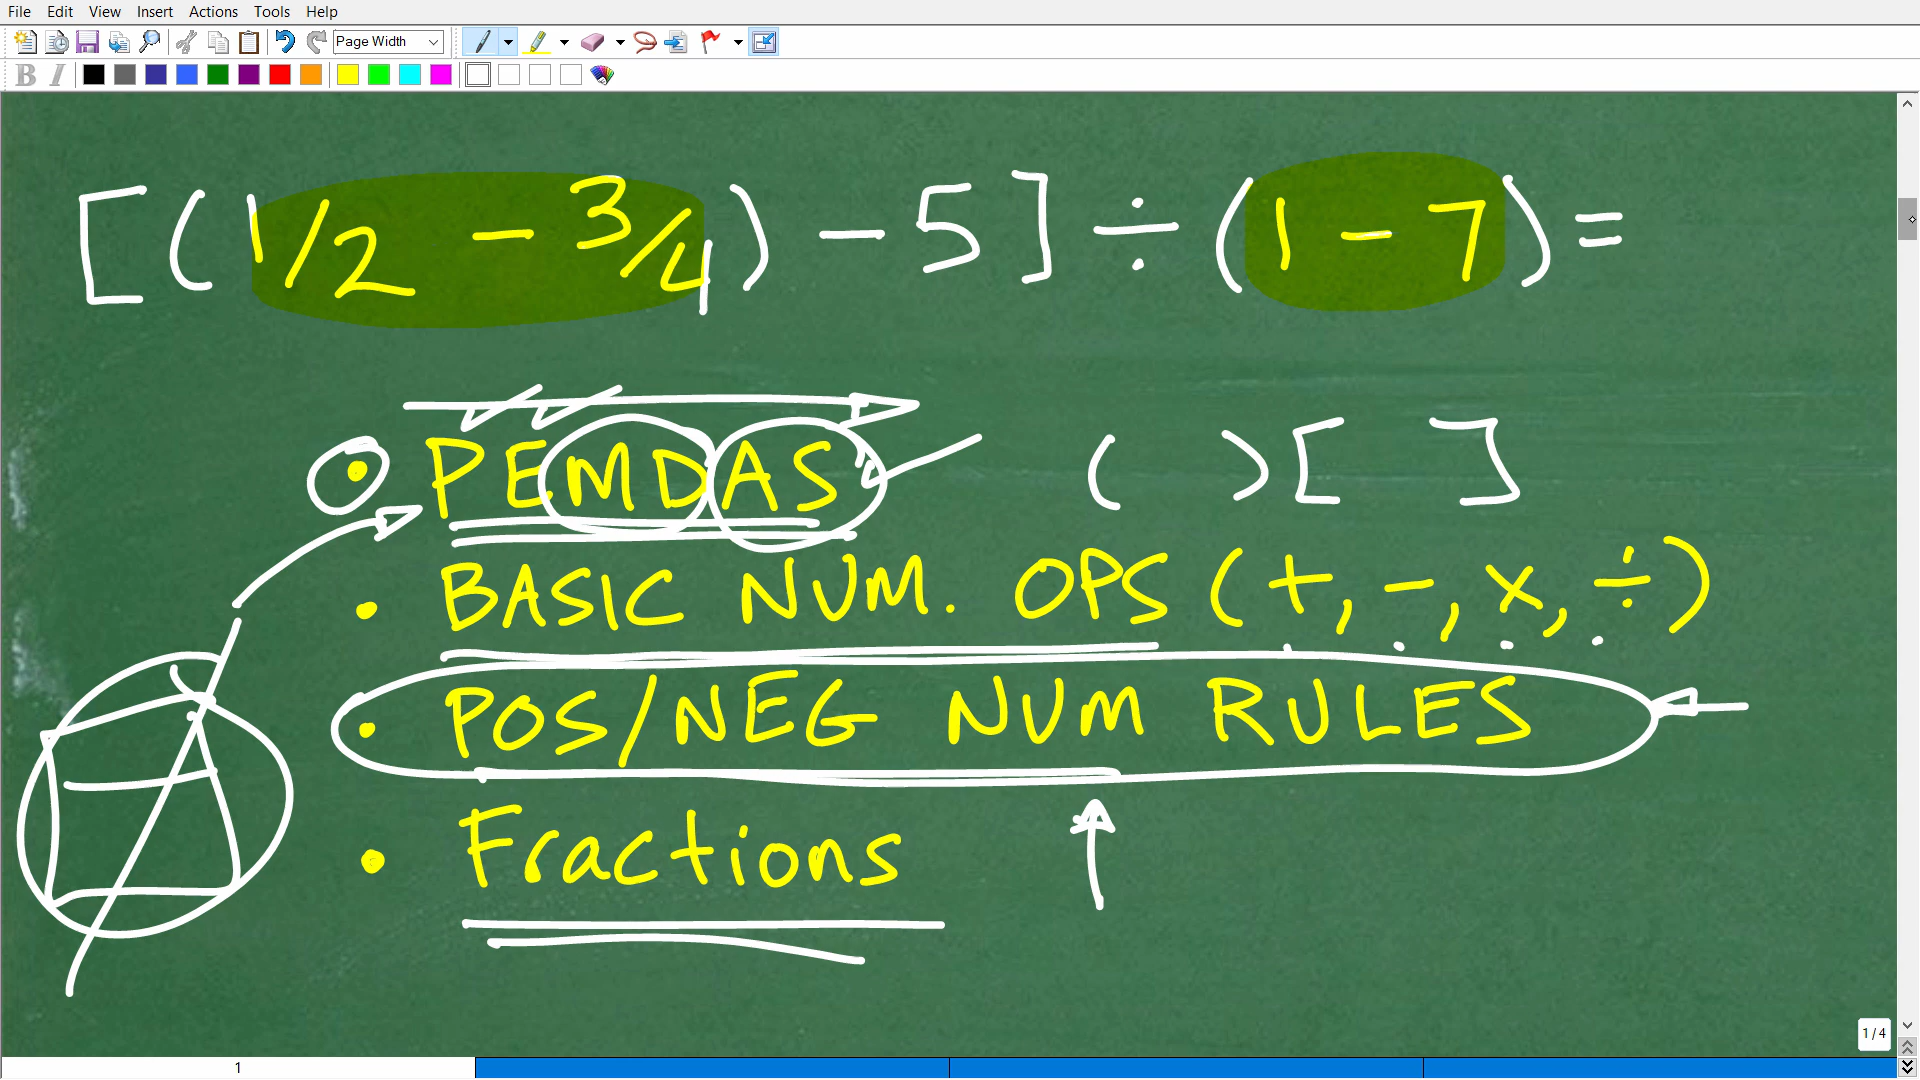 File Edit View Insert Actions Tools Help
Page Width
B I
[(1/2 - 3/4) - 5] ÷ (1 - 7) =
• PEMDAS ( ) [ ]
• BASIC NUM. OPS (+, -, x, ÷)
• POS/NEG NUM RULES
• Fractions
1 / 4
1